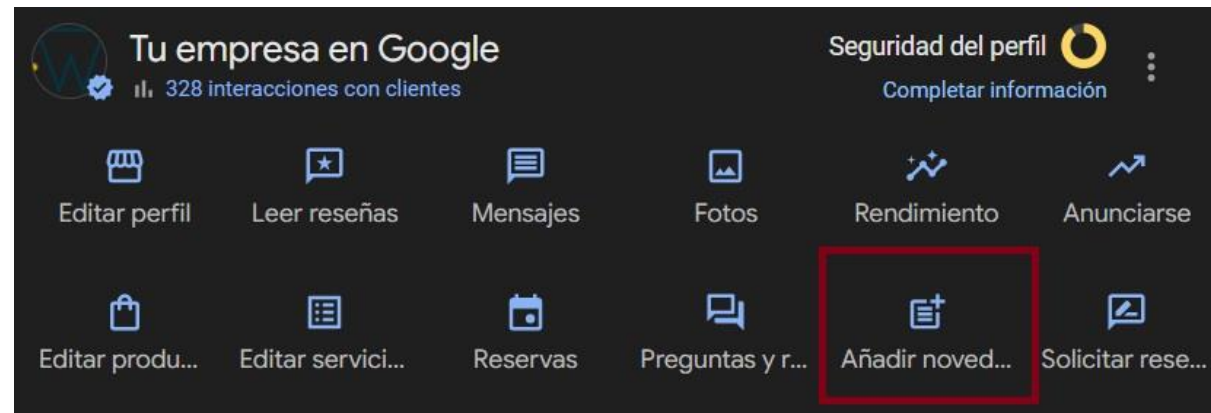 Tu empresa en Google
328 interacciones con clientes
Seguridad del perfil
Completar información
Editar perfil
Leer reseñas
Mensajes
Fotos
Rendimiento
Anunciarse
Editar produ...
Editar servici...
Reservas
Preguntas y r...
Añadir noved...
Solicitar rese...